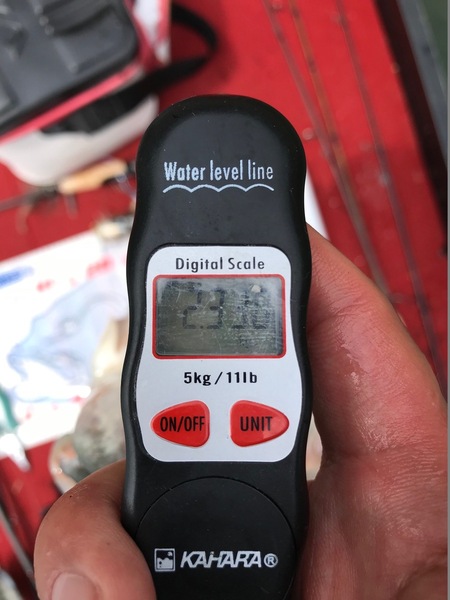 Water level line
Digital Scale
5kg/11lb
ON/OFF
UNIT
KAHARA®